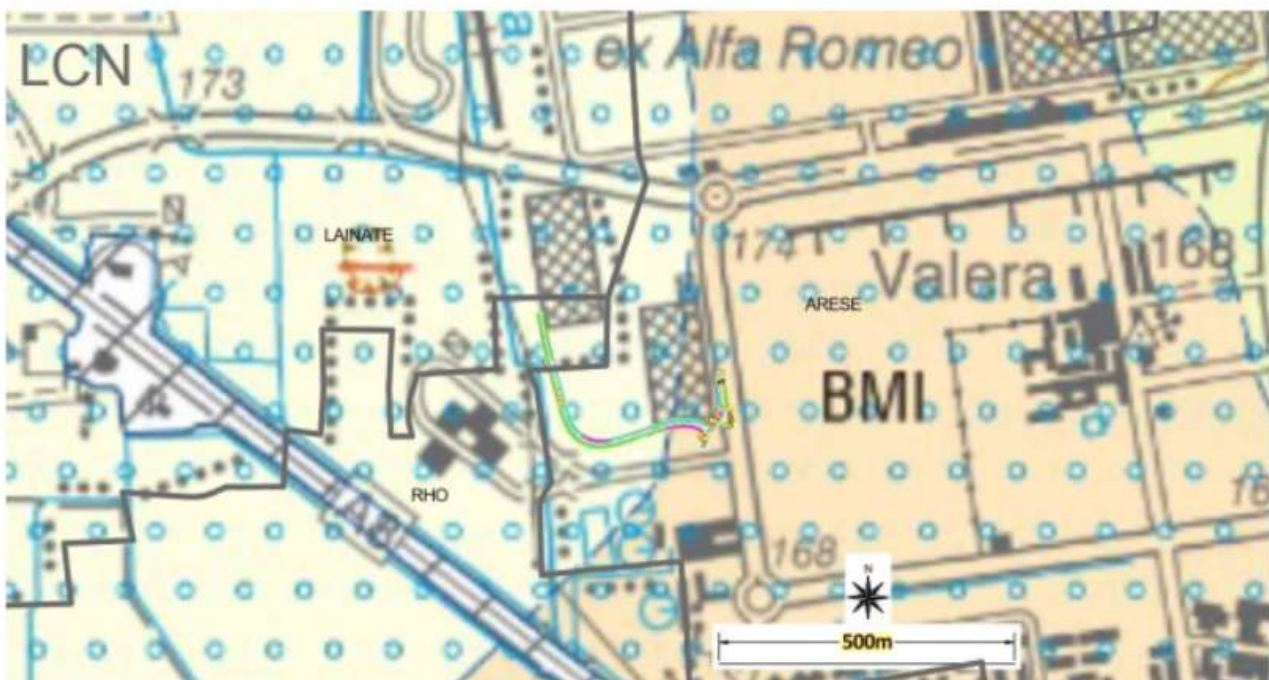 LCN
173
ex Alfa Romeo
LAINATE
174
Valera
168
ARESE
BMI
RHO
A8
168
N
500m